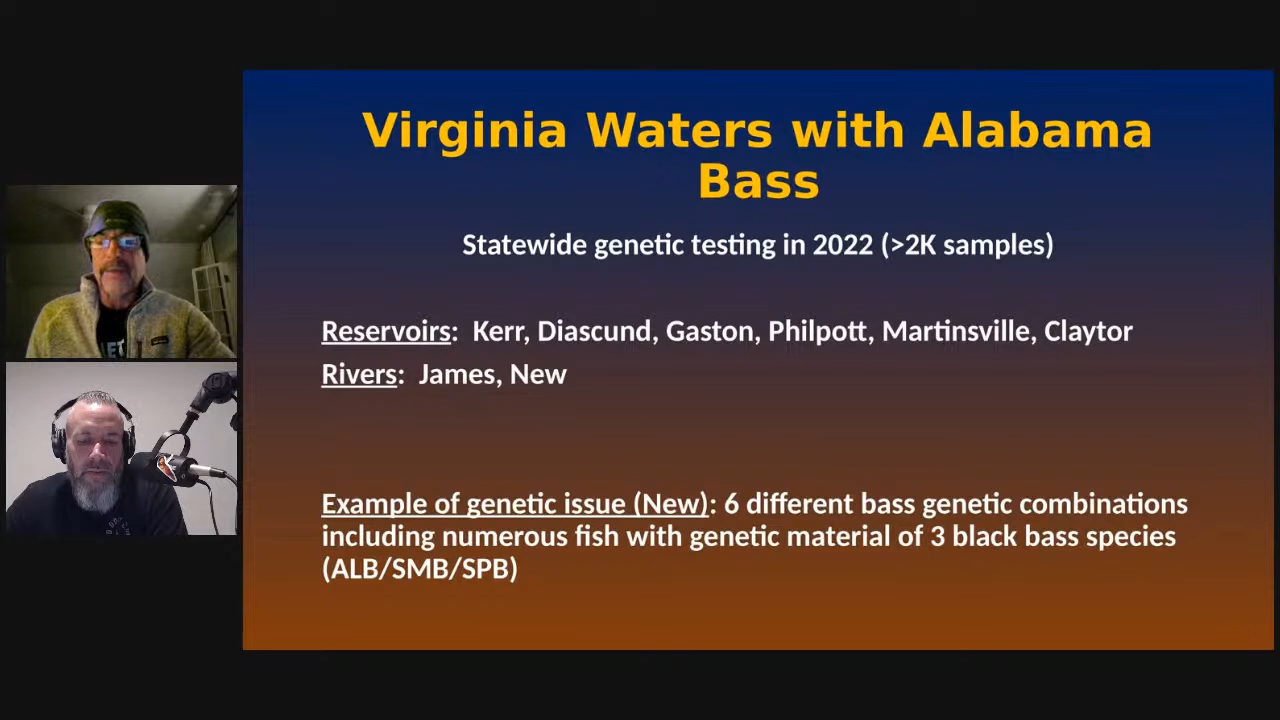 Virginia Waters with Alabama
Bass
Statewide genetic testing in 2022 (>2K samples)
Reservoirs: Kerr, Diascund, Gaston, Philpott, Martinsville, Claytor
Rivers: James, New
Example of genetic issue (New): 6 different bass genetic combinations
including numerous fish with genetic material of 3 black bass species
(ALB/SMB/SPB)